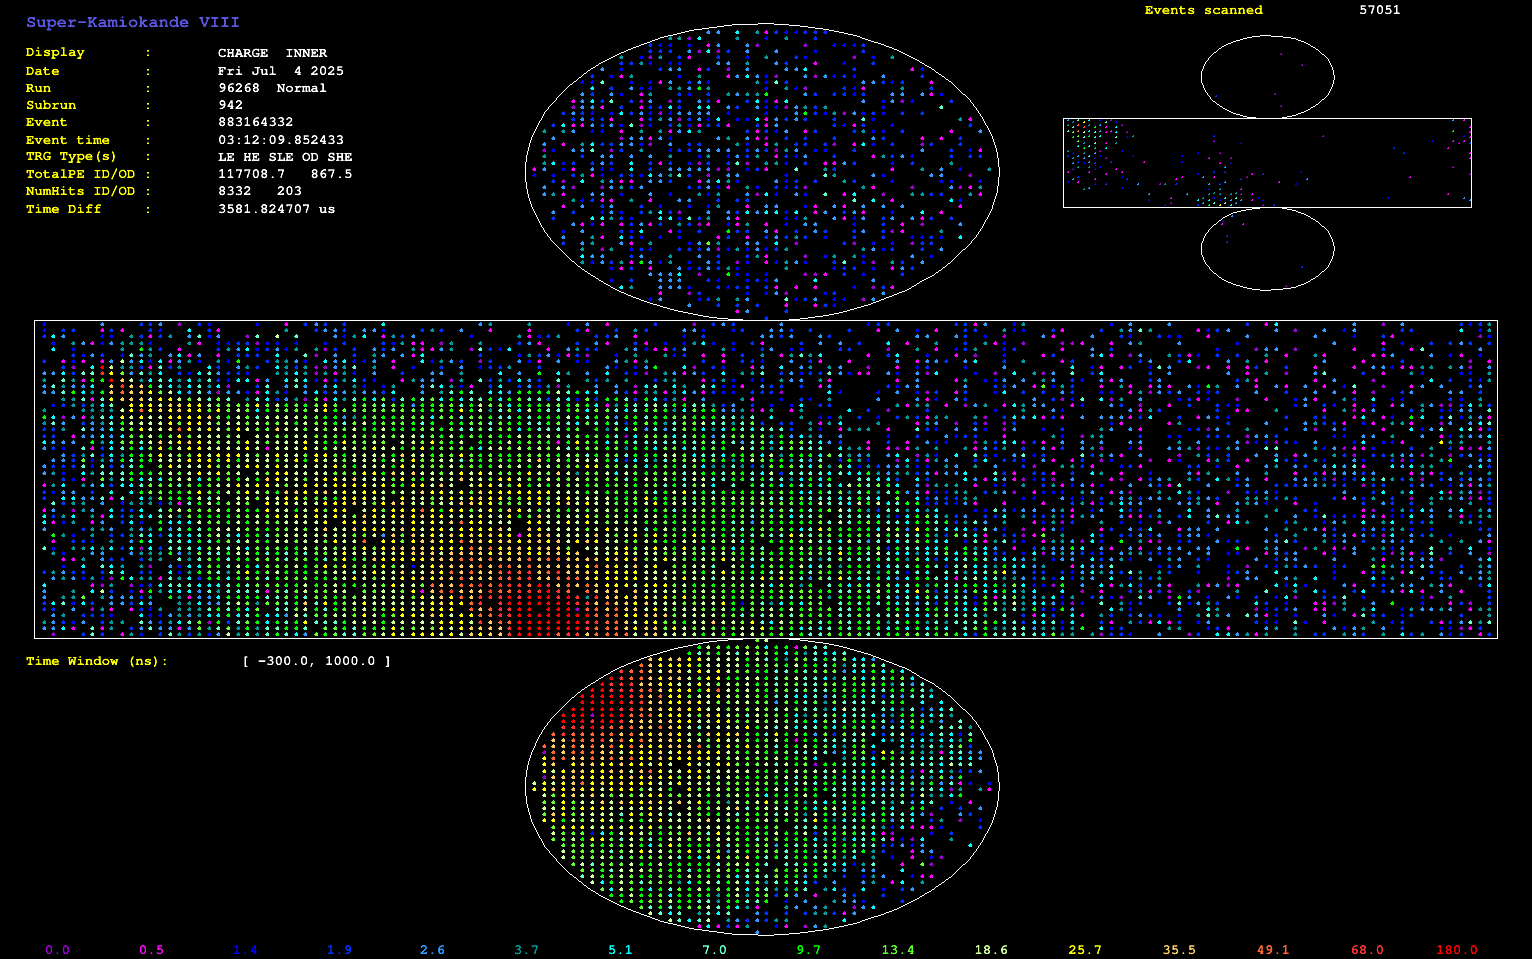 Super-Kamiokande VIII
Display : CHARGE INNER
Date : Fri Jul 4 2025
Run : 96268 Normal
Subrun : 942
Event : 883164332
Event time : 03:12:09.852433
TRG Type(s) : LE HE SLE OD SHE
TotalPE ID/OD : 117708.7 867.5
NumHits ID/OD : 8332 203
Time Diff : 3581.824707 us
Events scanned 57051
Time Window (ns): [ -300.0, 1000.0 ]
0.0 0.5 1.4 1.9 2.6 3.7 5.1 7.0 9.7 13.4 18.6 25.7 35.5 49.1 68.0 180.0